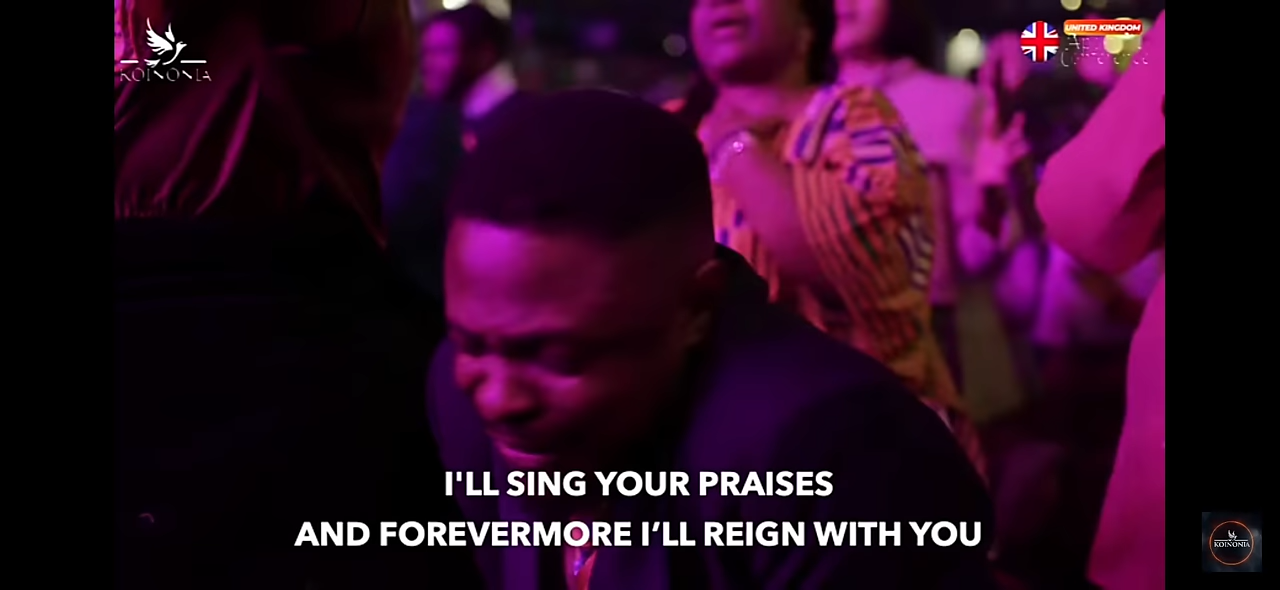 KOINONIA
UNITED KINGDOM
I'LL SING YOUR PRAISES
AND FOREVERMORE I’LL REIGN WITH YOU
KOINONIA